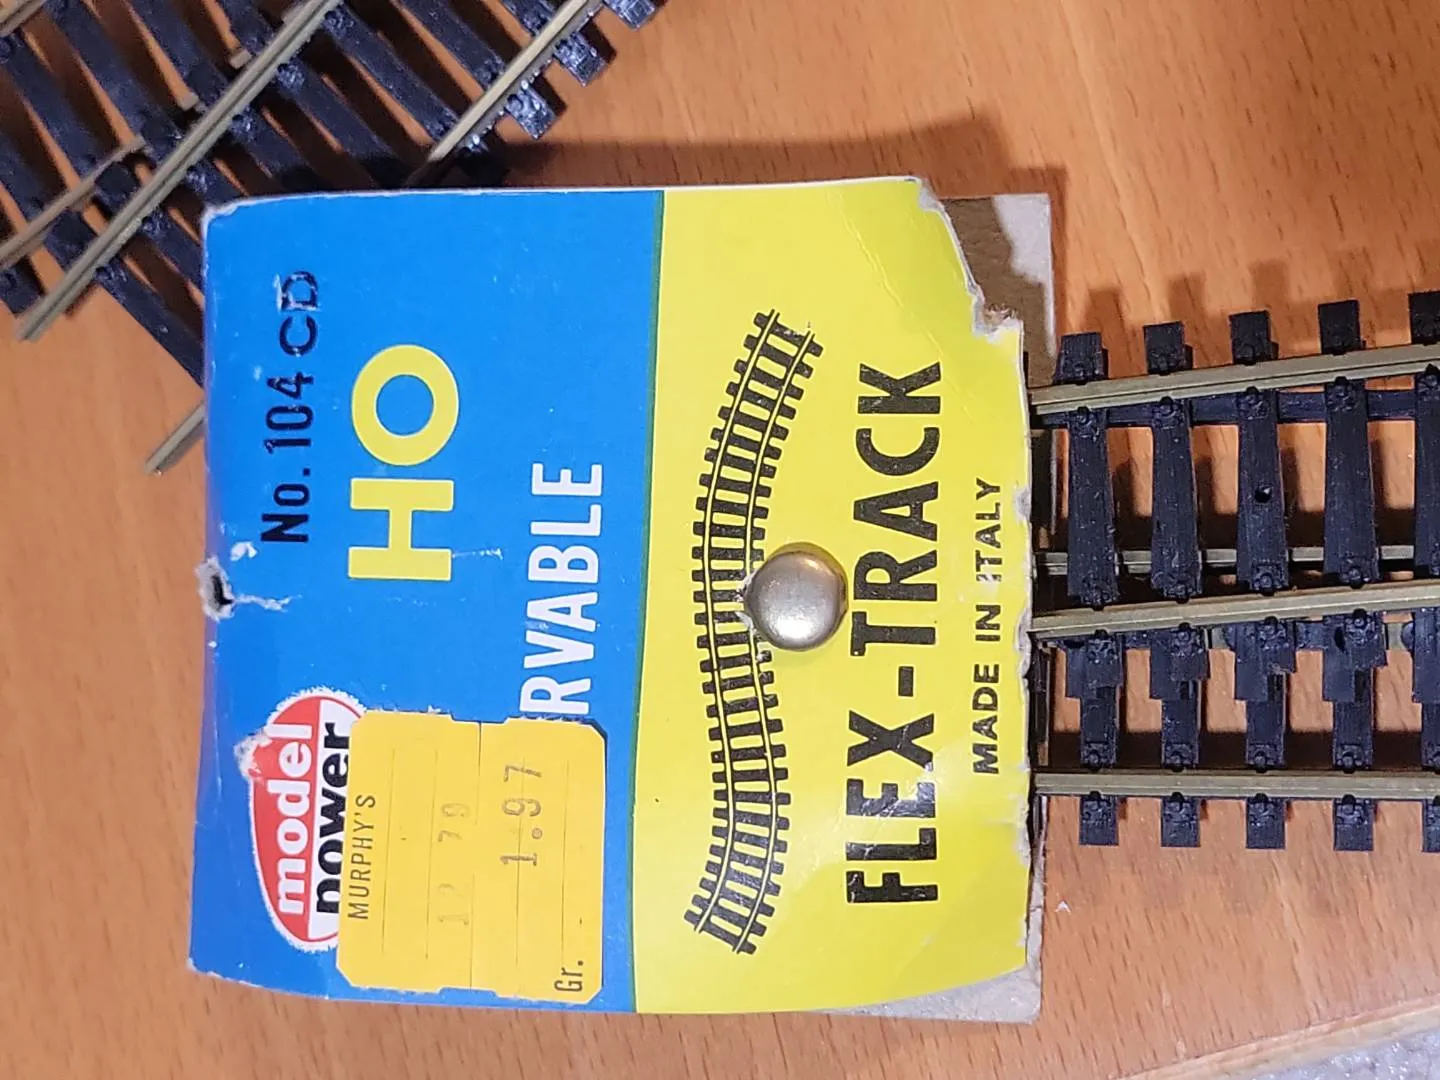 No. 104 CD
HO
model
power
MURPHY'S
1.97
Gr.
RVABLE
FLEX-TRACK
MADE IN ITALY